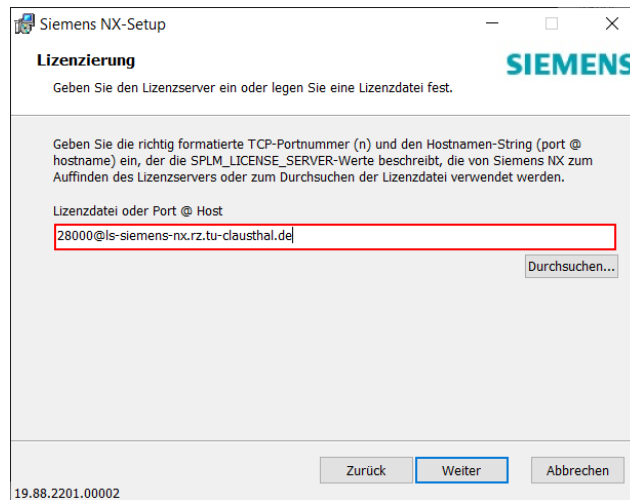 Siemens NX-Setup
Lizenzierung
SIEMENS
Geben Sie den Lizenzserver ein oder legen Sie eine Lizenzdatei fest.
Geben Sie die richtig formatierte TCP-Portnummer (n) und den Hostnamen-String (port @
hostname) ein, der die SPLM_LICENSE_SERVER-Werte beschreibt, die von Siemens NX zum
Auffinden des Lizenzservers oder zum Durchsuchen der Lizenzdatei verwendet werden.
Lizenzdatei oder Port @ Host
28000@ls-siemens-nx.rz.tu-clausthal.de
Durchsuchen...
Zurück Weiter Abbrechen
19.88.2201.00002